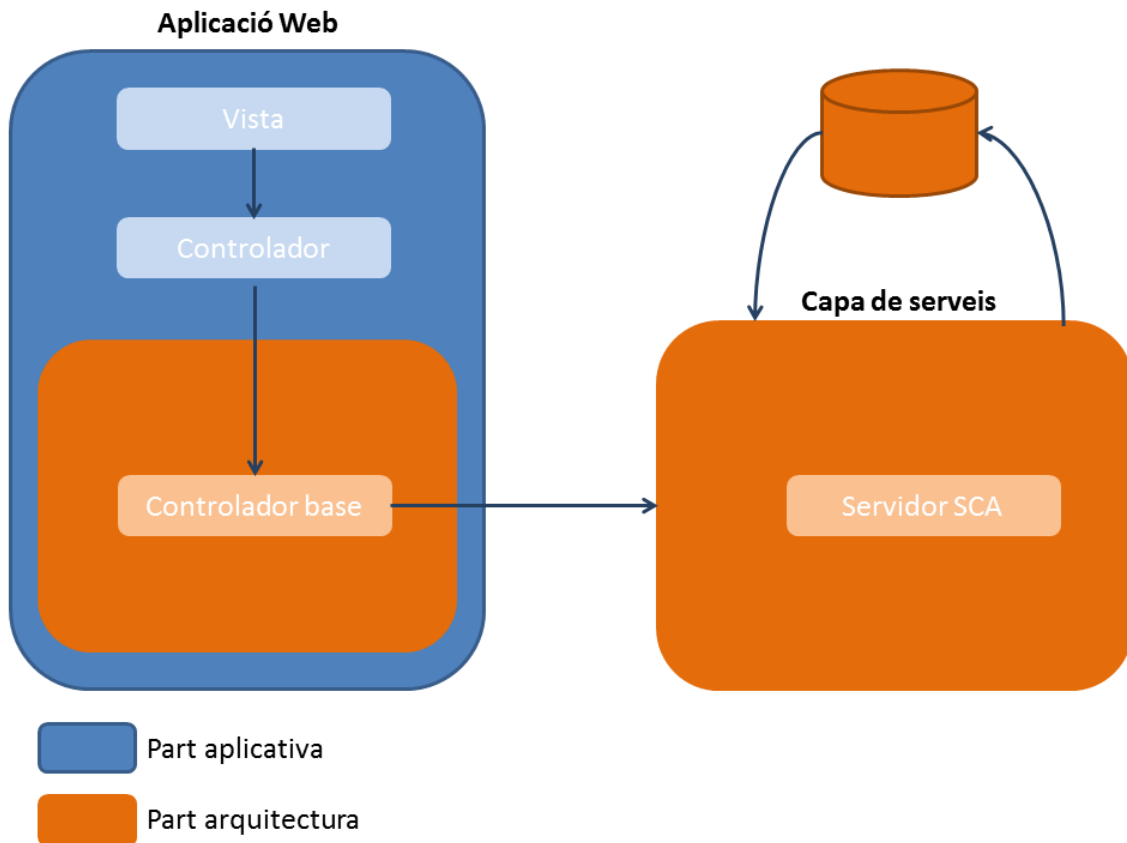 Aplicació Web
Vista
Controlador
Controlador base
Capa de serveis
Servidor SCA
Part aplicativa
Part arquitectura